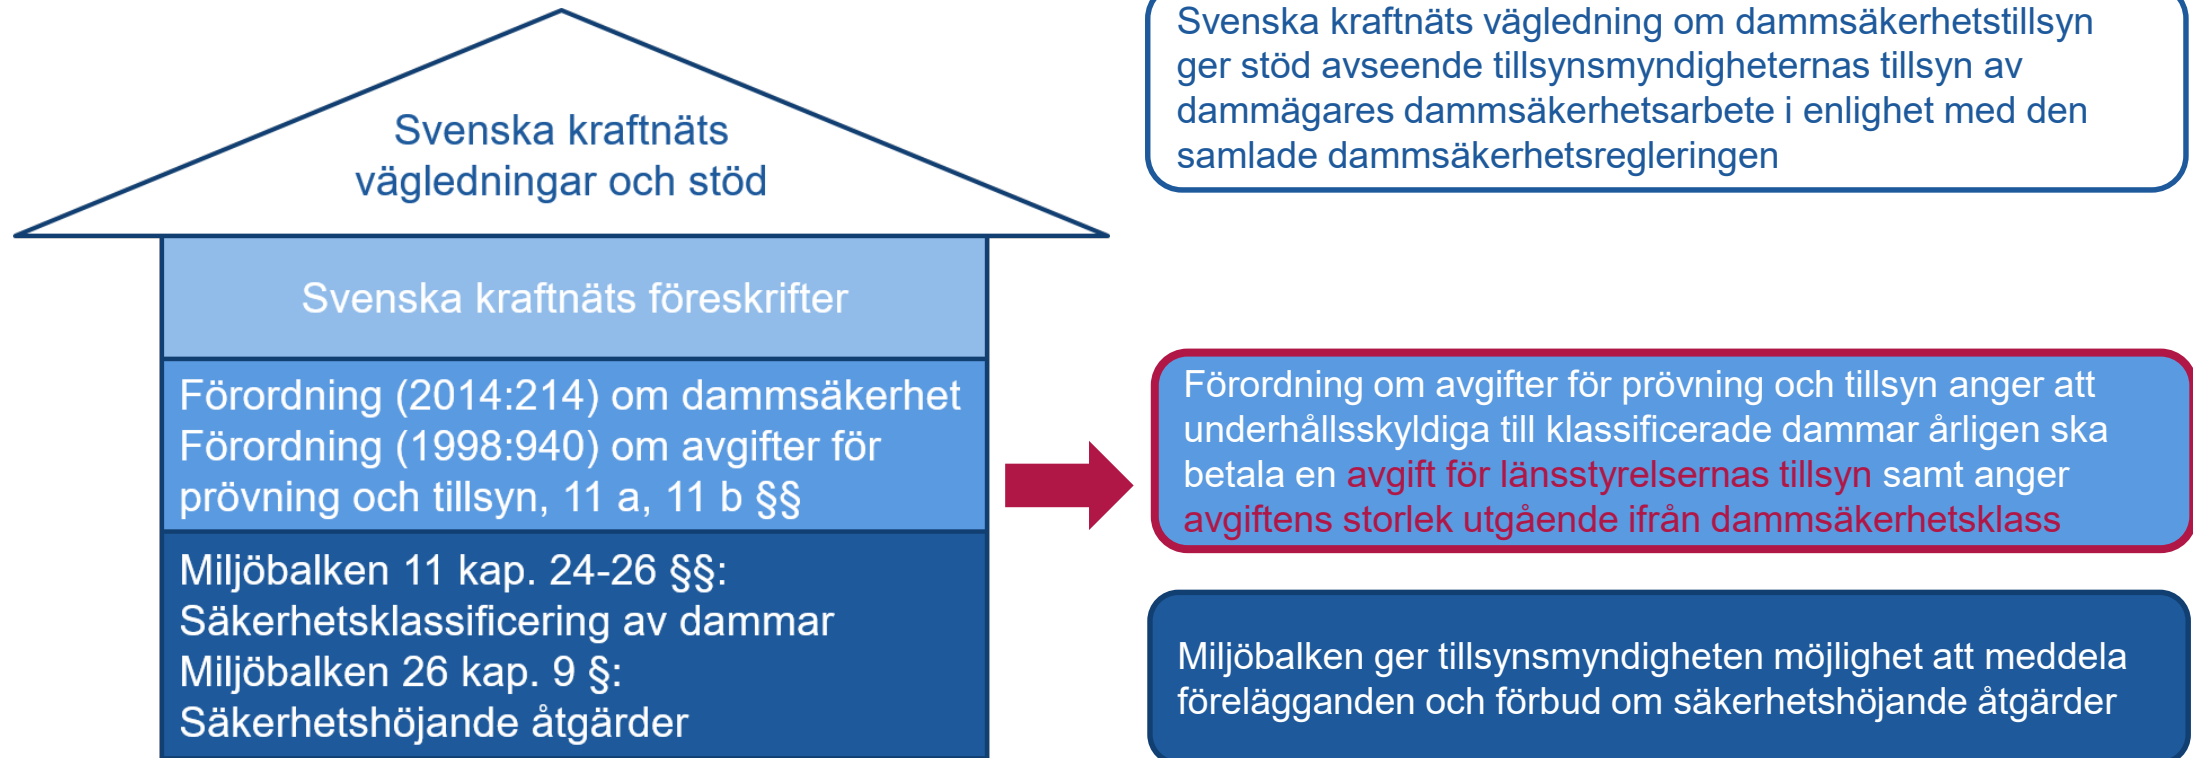 Svenska kraftnäts
vägledningar och stöd
Svenska kraftnäts föreskrifter
Förordning (2014:214) om dammsäkerhet
Förordning (1998:940) om avgifter för
prövning och tillsyn, 11 a, 11 b §§
Miljöbalken 11 kap. 24-26 §§:
Säkerhetsklassificering av dammar
Miljöbalken 26 kap. 9 §:
Säkerhetshöjande åtgärder
Svenska kraftnäts vägledning om dammsäkerhetstillsyn
ger stöd avseende tillsynsmyndigheternas tillsyn av
dammägares dammsäkerhetsarbete i enlighet med den
samlade dammsäkerhetsregleringen
Förordning om avgifter för prövning och tillsyn anger att
underhållsskyldiga till klassificerade dammar årligen ska
betala en avgift för länsstyrelsernas tillsyn samt anger
avgiftens storlek utgående ifrån dammsäkerhetsklass
Miljöbalken ger tillsynsmyndigheten möjlighet att meddela
förelägganden och förbud om säkerhetshöjande åtgärder